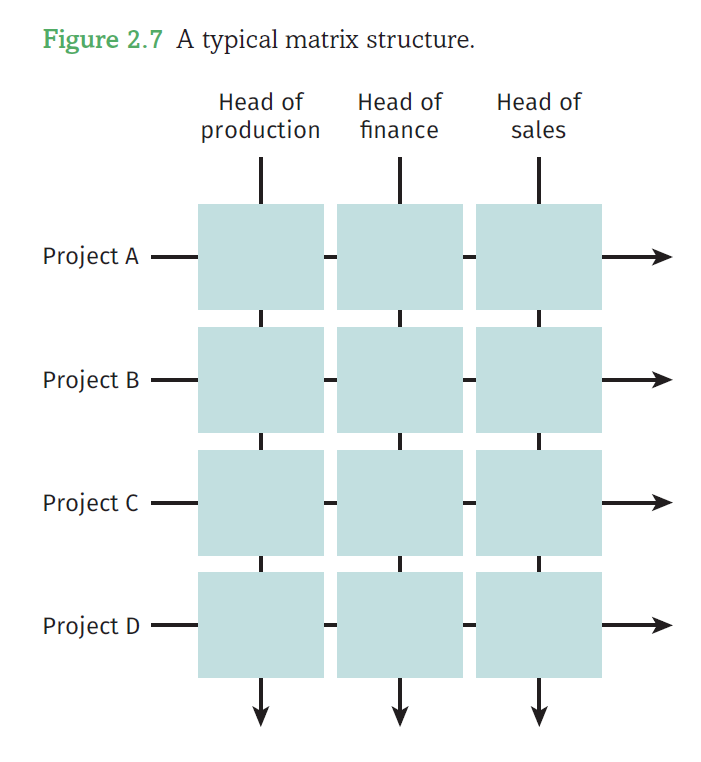 Figure 2.7 A typical matrix structure.
Head of
production
Head of
finance
Head of
sales
Project A
Project B
Project C
Project D